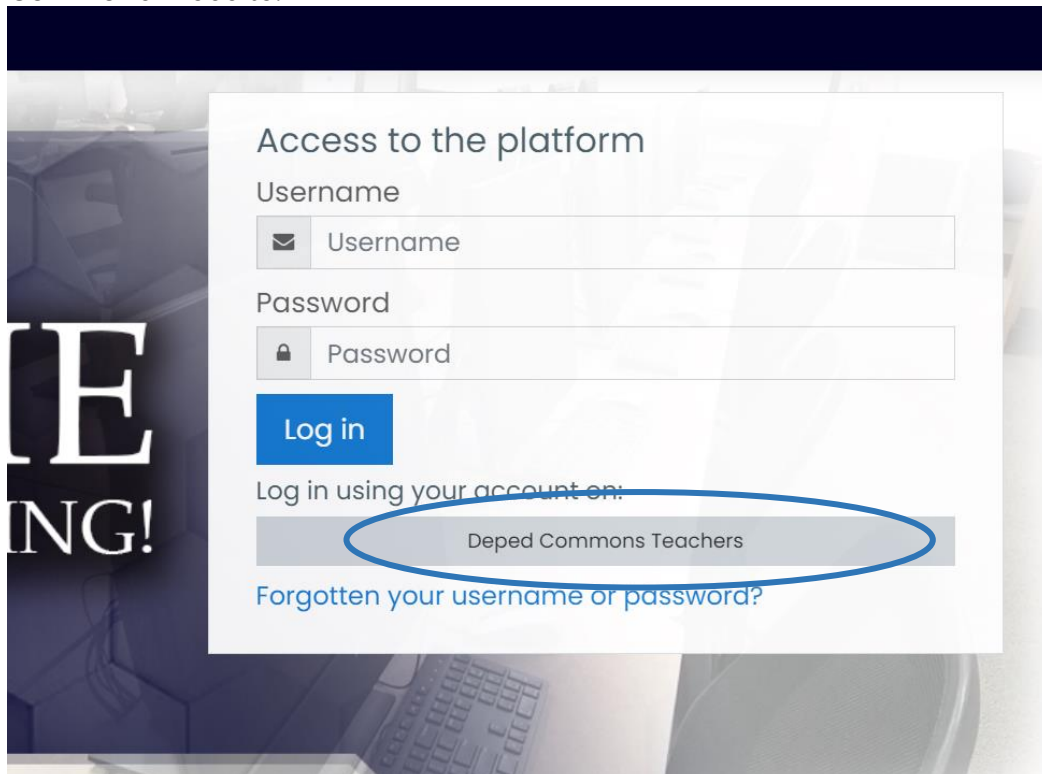 Access to the platform
Username
Username
Password
Password
Log in
Log in using your account on:
Deped Commons Teachers
Forgotten your username or password?
IE
ING!